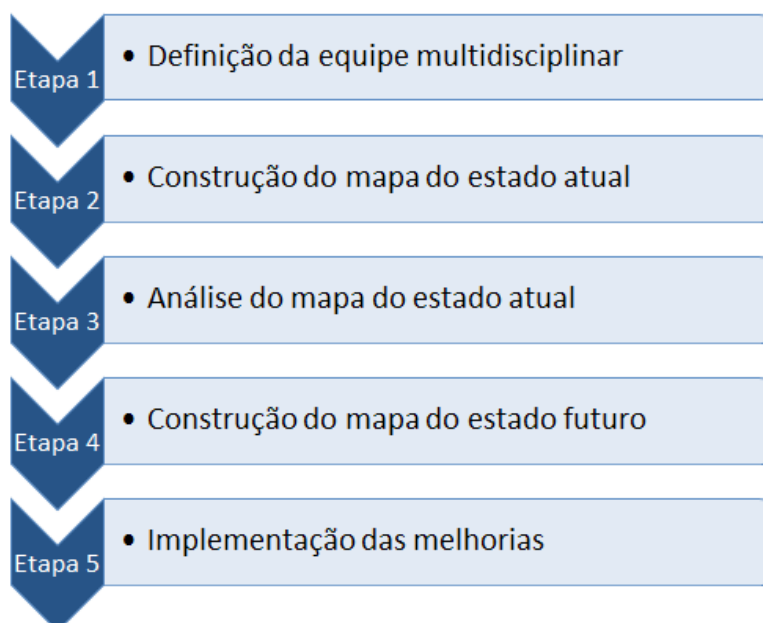 Etapa 1
• Definição da equipe multidisciplinar
Etapa 2
• Construção do mapa do estado atual
Etapa 3
• Análise do mapa do estado atual
Etapa 4
• Construção do mapa do estado futuro
Etapa 5
• Implementação das melhorias